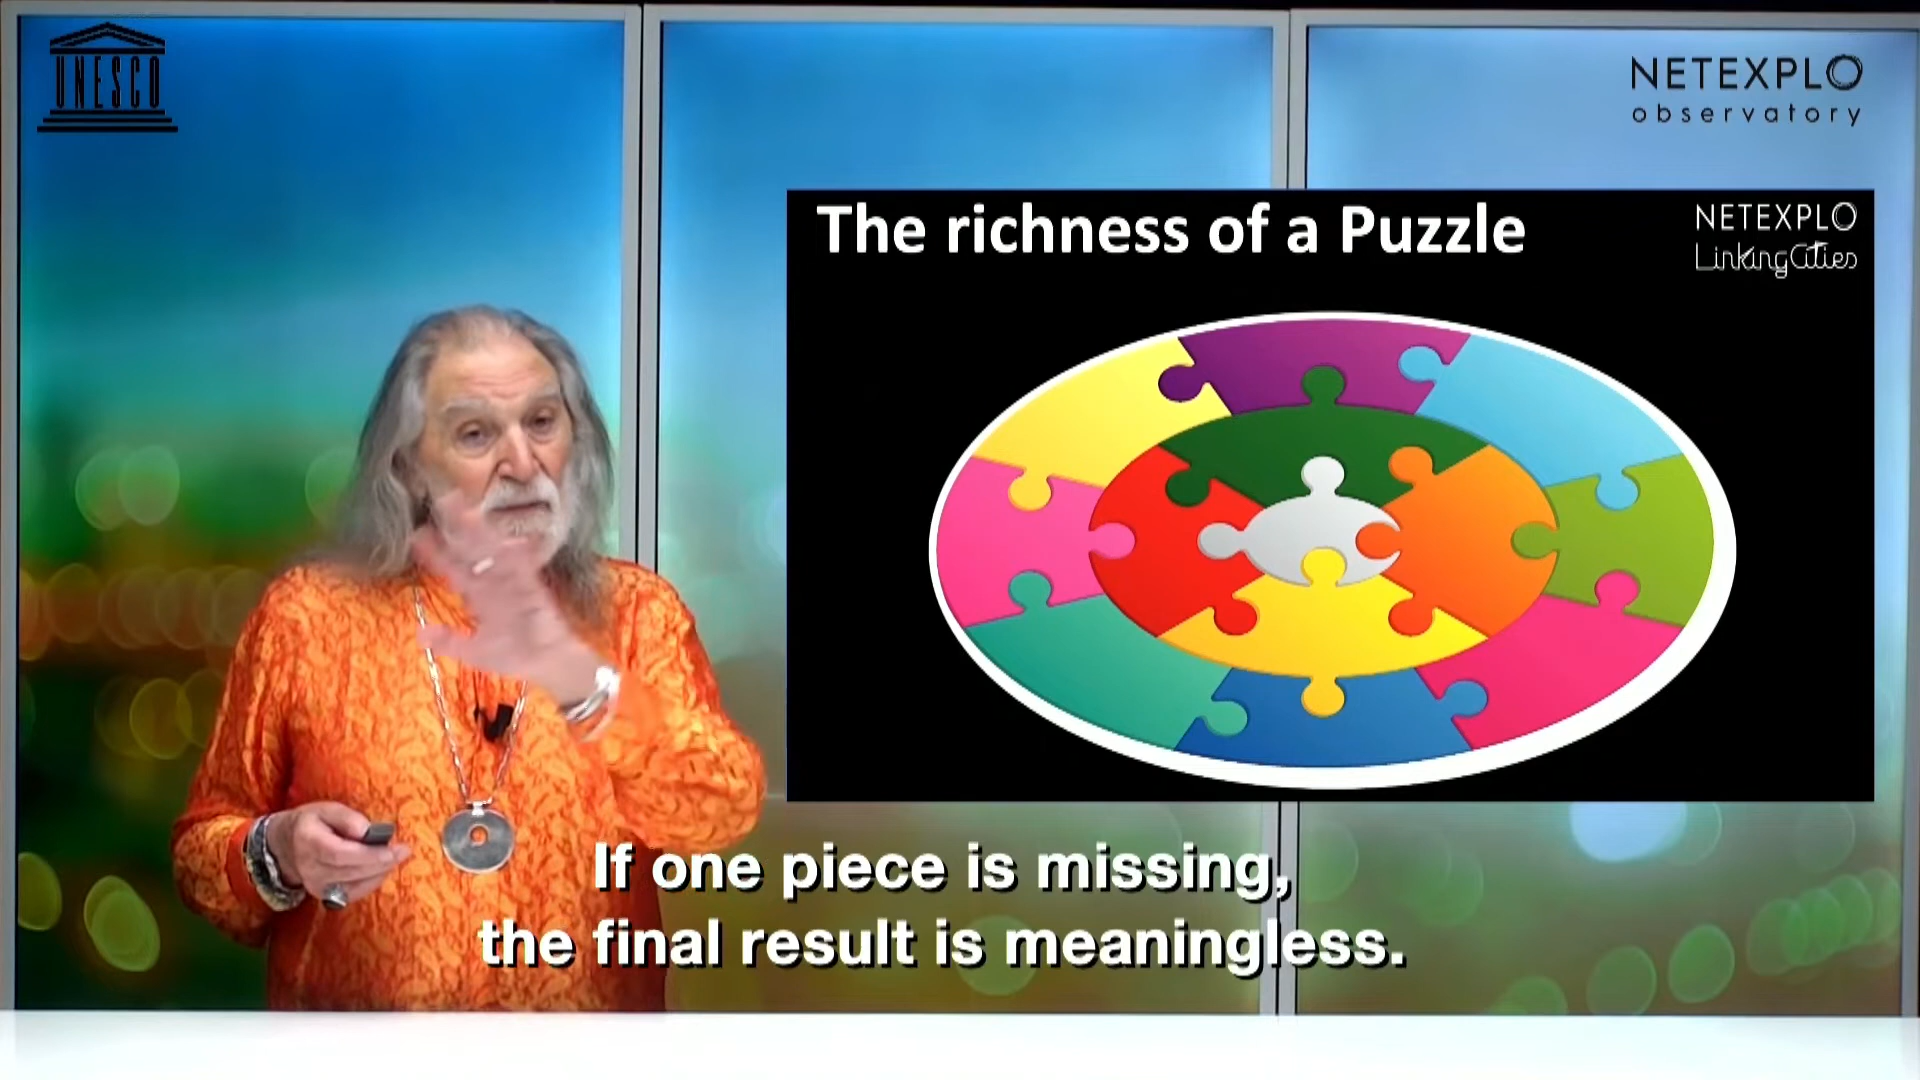 UNESCO
NETEXPLO
observatory
The richness of a Puzzle
NETEXPLO
LinkingCities
If one piece is missing,
the final result is meaningless.